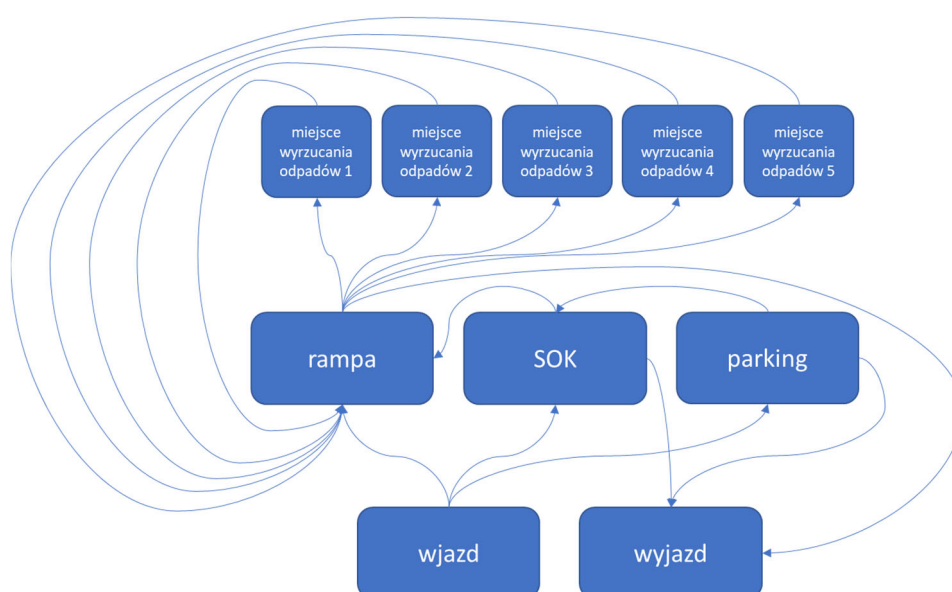 miejsce
wyrzucania
odpadów 1
miejsce
wyrzucania
odpadów 2
miejsce
wyrzucania
odpadów 3
miejsce
wyrzucania
odpadów 4
miejsce
wyrzucania
odpadów 5
rampa
SOK
parking
wjazd
wyjazd